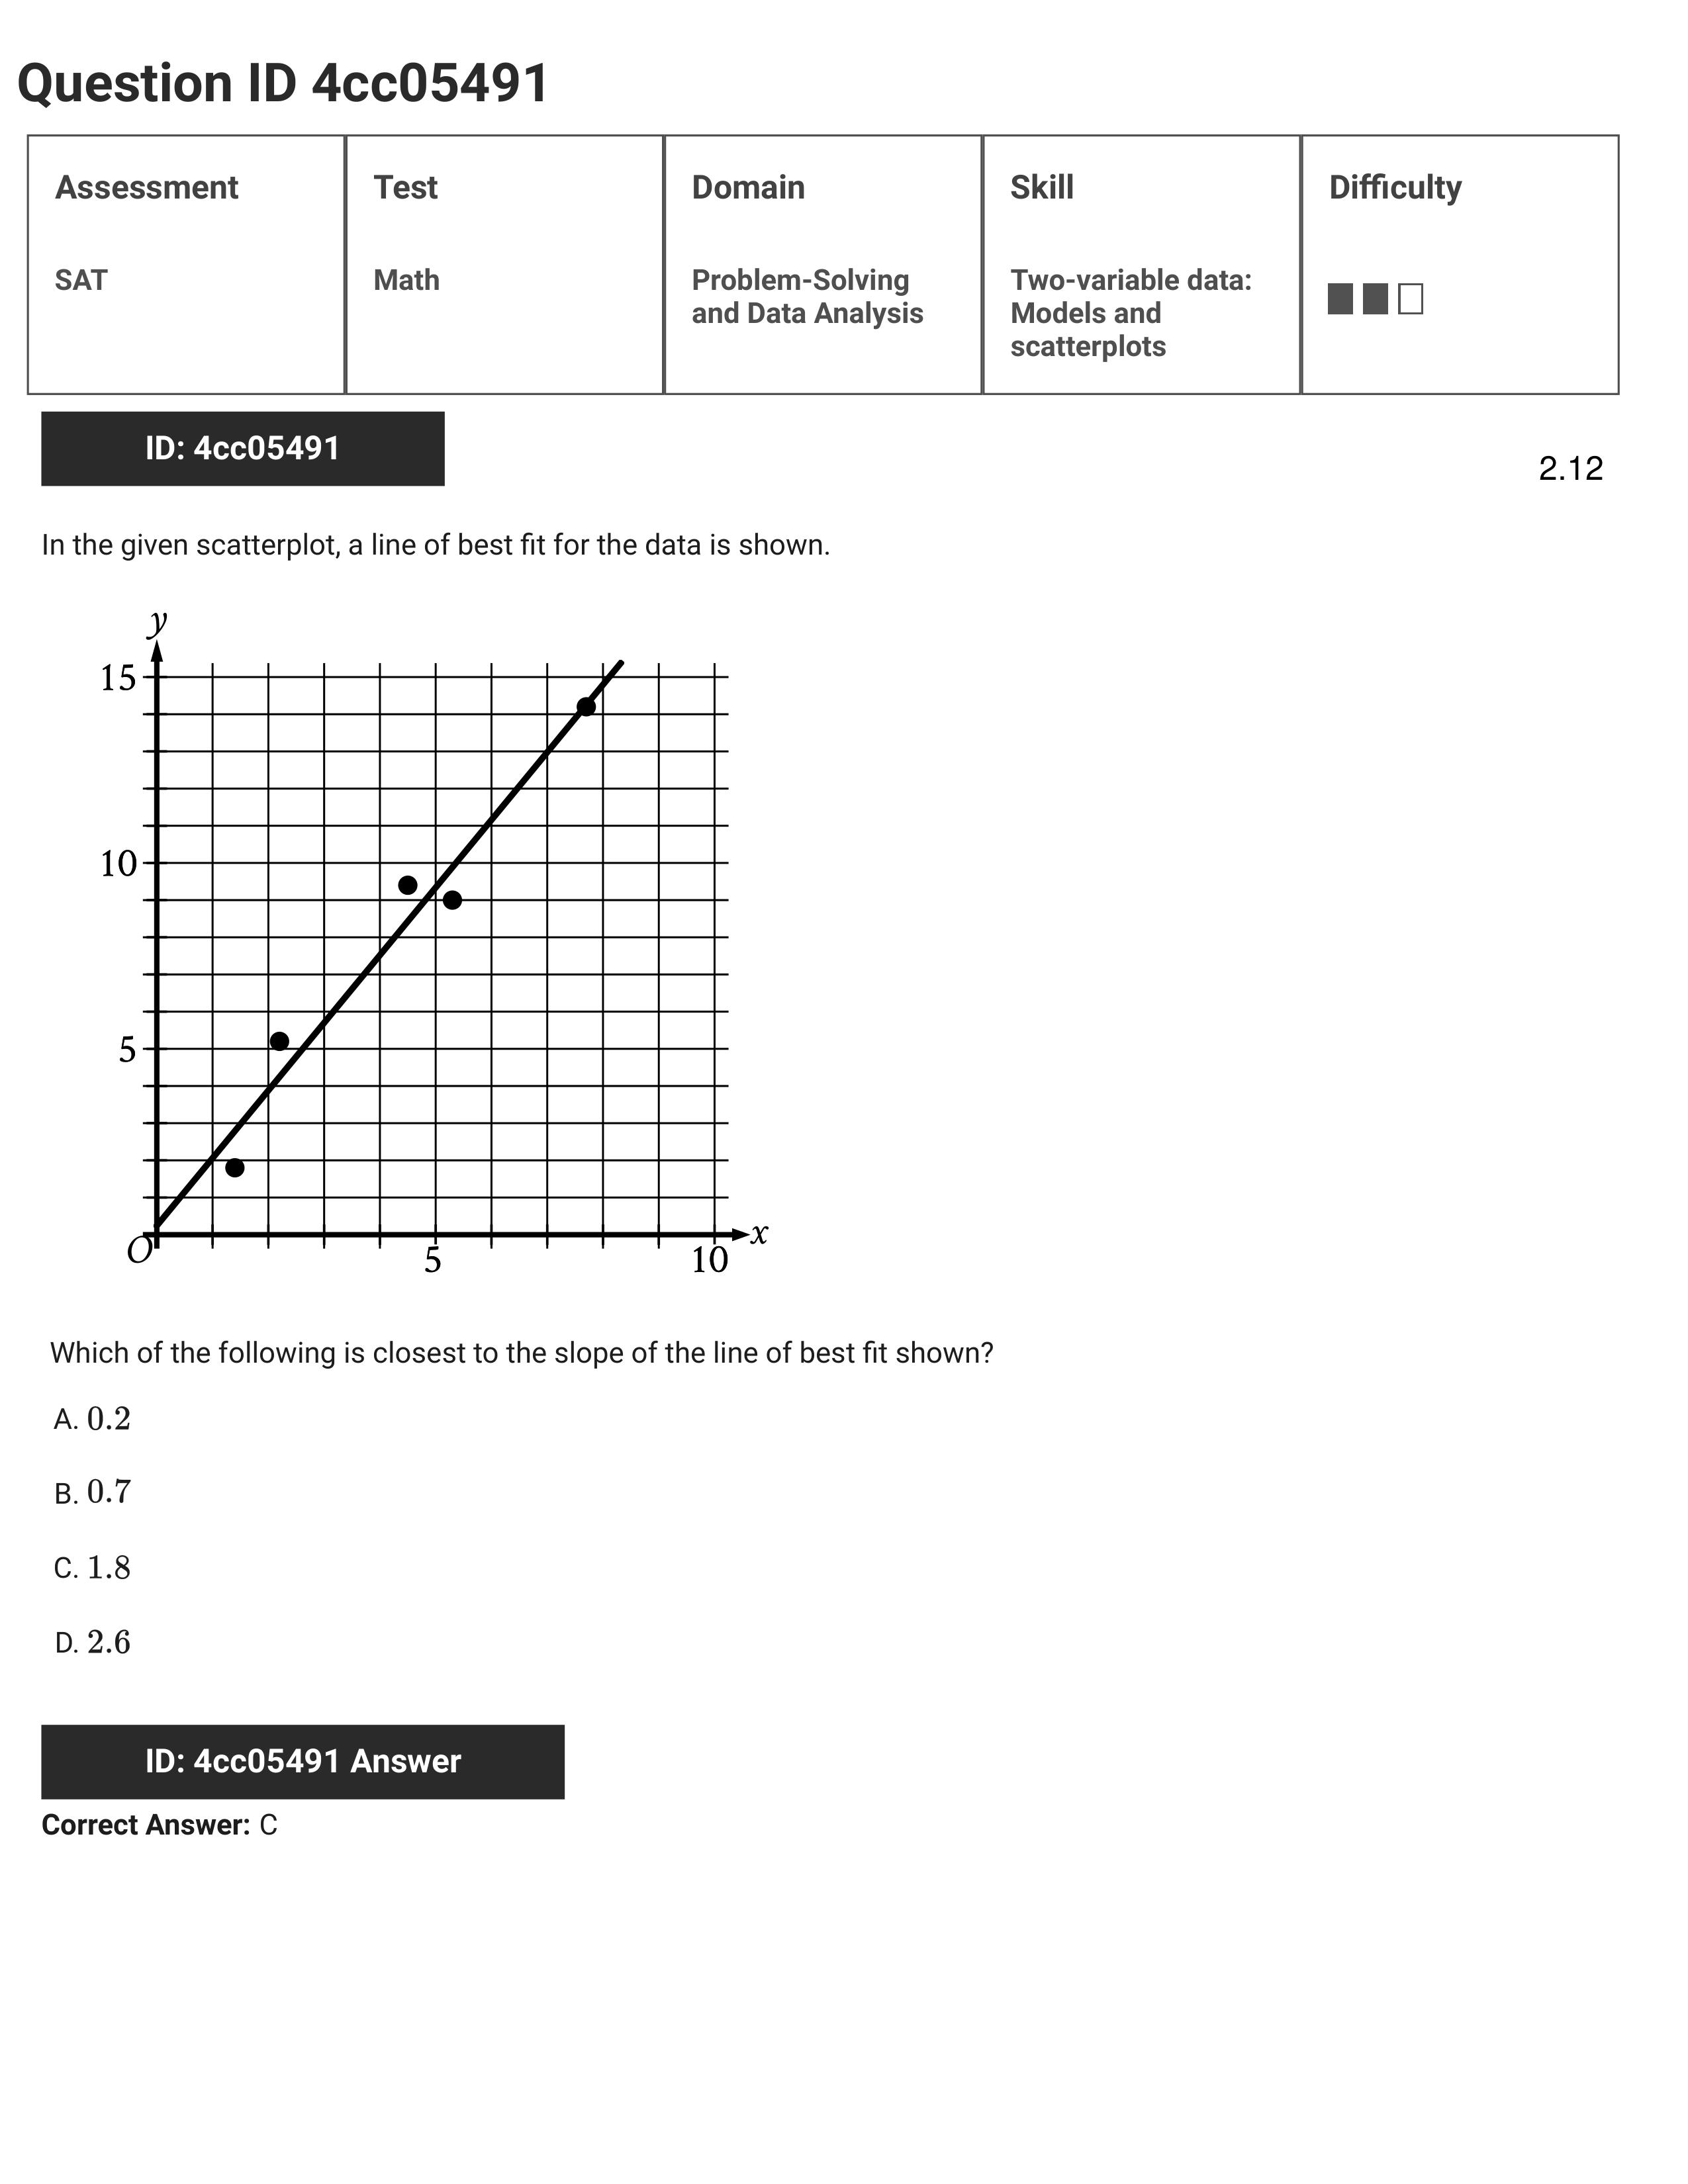 Question ID 4cc05491
Assessment
Test
Domain
Skill
Difficulty
SAT
Math
Problem-Solving
and Data Analysis
Two-variable data:
Models and
scatterplots
ID: 4cc05491
2.12
In the given scatterplot, a line of best fit for the data is shown.
y
15
10
5
O
5
10
x
Which of the following is closest to the slope of the line of best fit shown?
A. 0.2
B. 0.7
C. 1.8
D. 2.6
ID: 4cc05491 Answer
Correct Answer: C